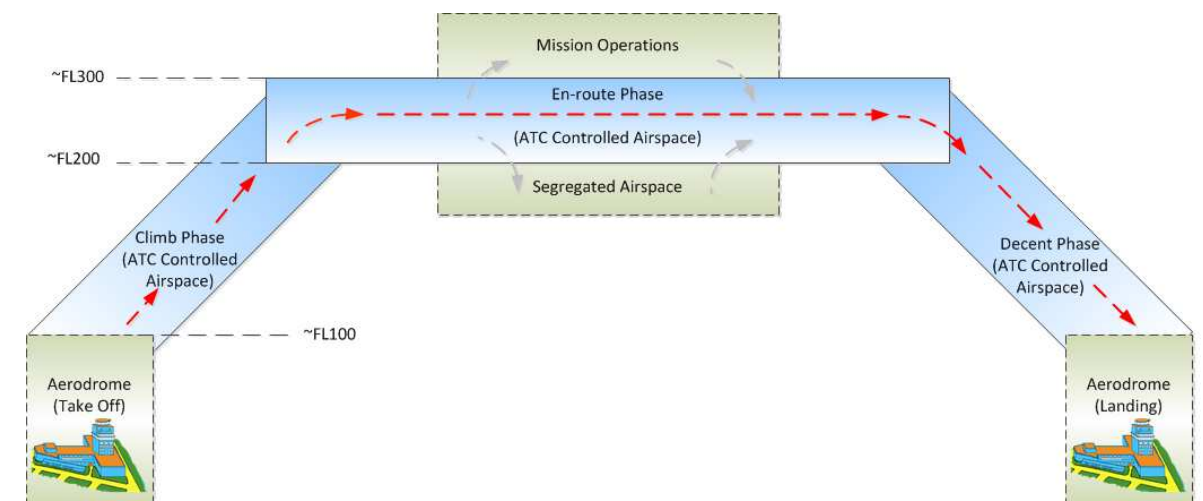 Mission Operations
~FL300
En-route Phase
(ATC Controlled Airspace)
~FL200
Segregated Airspace
Climb Phase
(ATC Controlled
Airspace)
Decent Phase
(ATC Controlled
Airspace)
~FL100
Aerodrome
(Take Off)
Aerodrome
(Landing)